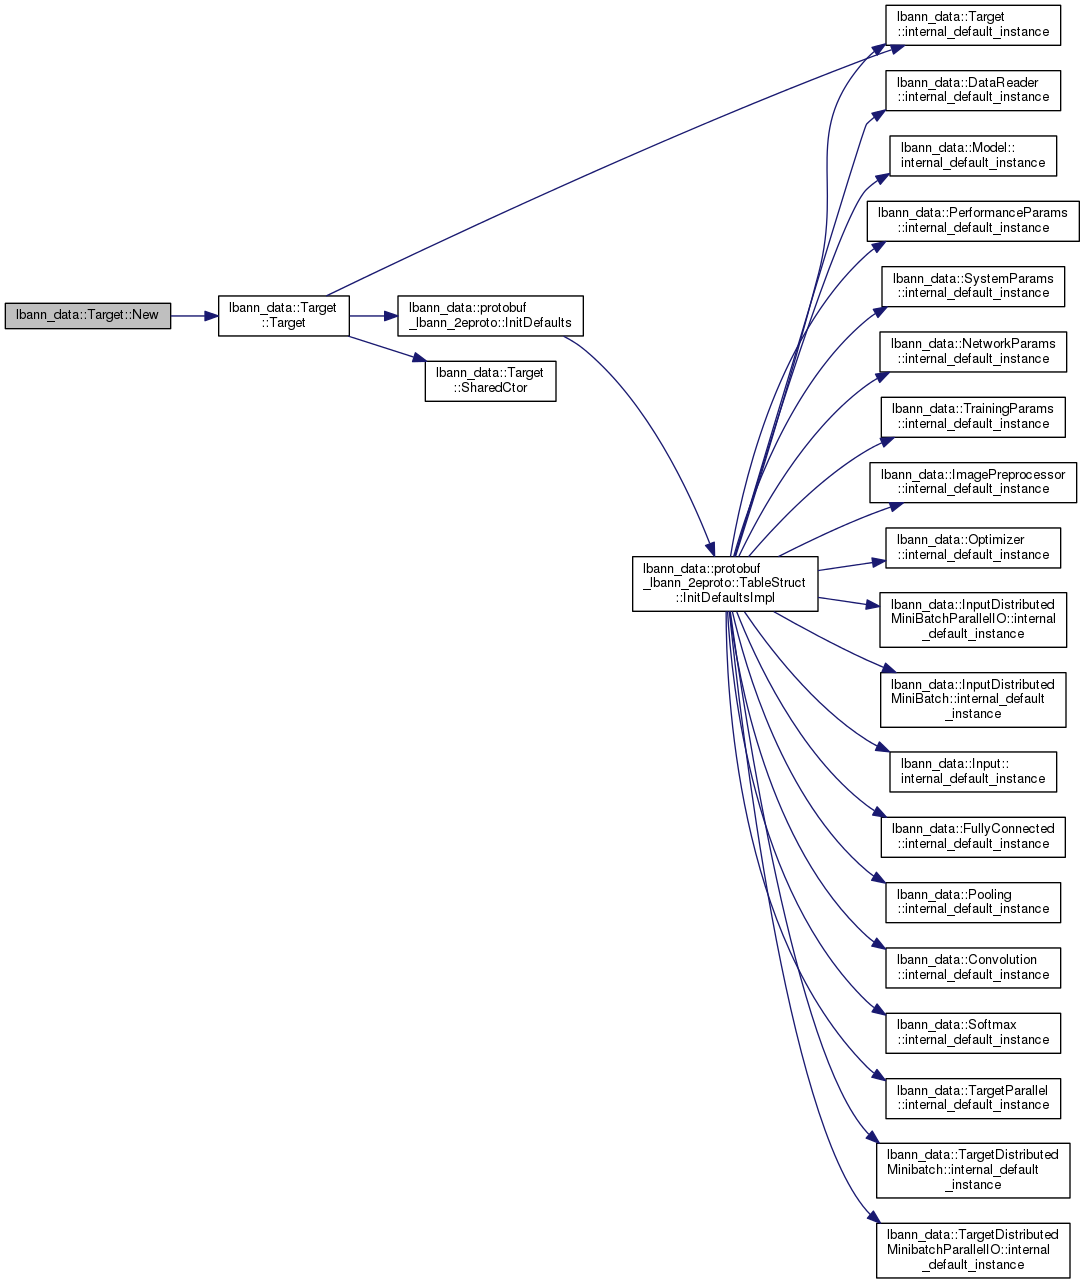 lbann_data::Target::New
lbann_data::Target
::Target
lbann_data::protobuf
_lbann_2eproto::InitDefaults
lbann_data::Target
::SharedCtor
lbann_data::protobuf
_lbann_2eproto::TableStruct
::InitDefaultsImpl
lbann_data::Target
::internal_default_instance
lbann_data::DataReader
::internal_default_instance
lbann_data::Model::
internal_default_instance
lbann_data::PerformanceParams
::internal_default_instance
lbann_data::SystemParams
::internal_default_instance
lbann_data::NetworkParams
::internal_default_instance
lbann_data::TrainingParams
::internal_default_instance
lbann_data::ImagePreprocessor
::internal_default_instance
lbann_data::Optimizer
::internal_default_instance
lbann_data::InputDistributed
MiniBatchParallelIO::internal
_default_instance
lbann_data::InputDistributed
MiniBatch::internal_default
_instance
lbann_data::Input::
internal_default_instance
lbann_data::FullyConnected
::internal_default_instance
lbann_data::Pooling
::internal_default_instance
lbann_data::Convolution
::internal_default_instance
lbann_data::Softmax
::internal_default_instance
lbann_data::TargetParallel
::internal_default_instance
lbann_data::TargetDistributed
Minibatch::internal_default
_instance
lbann_data::TargetDistributed
MinibatchParallelIO::internal
_default_instance